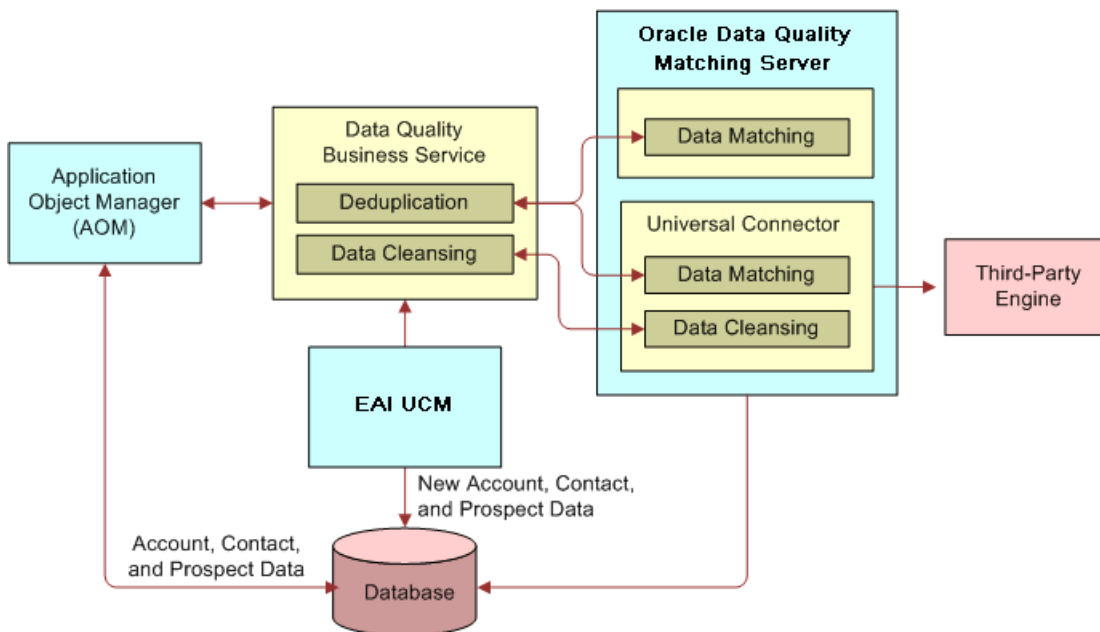 Oracle Data Quality
Matching Server
Data Quality
Business Service
Data Matching
Application
Object Manager
(AOM)
Deduplication
Data Cleansing
Universal Connector
Data Matching
Data Cleansing
Third-Party
Engine
EAI UCM
New Account, Contact,
and Prospect Data
Account, Contact,
and Prospect Data
Database